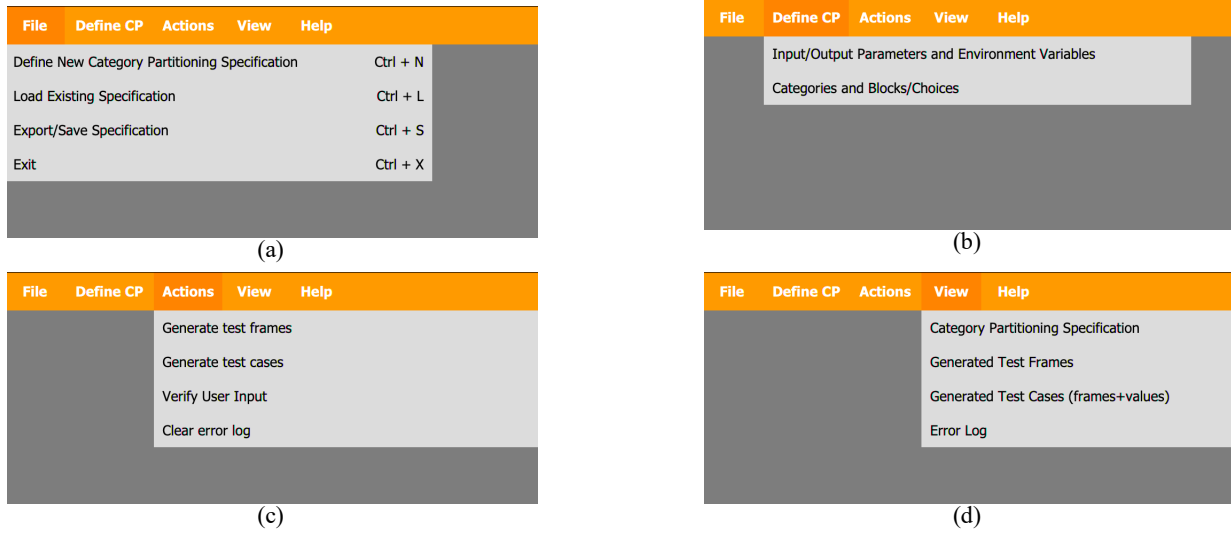 File Define CP Actions View Help
Define New Category Partitioning Specification Ctrl + N
Load Existing Specification Ctrl + L
Export/Save Specification Ctrl + S
Exit Ctrl + X
(a)
File Define CP Actions View Help
Input/Output Parameters and Environment Variables
Categories and Blocks/Choices
(b)
File Define CP Actions View Help
Generate test frames
Generate test cases
Verify User Input
Clear error log
(c)
File Define CP Actions View Help
Category Partitioning Specification
Generated Test Frames
Generated Test Cases (frames+values)
Error Log
(d)